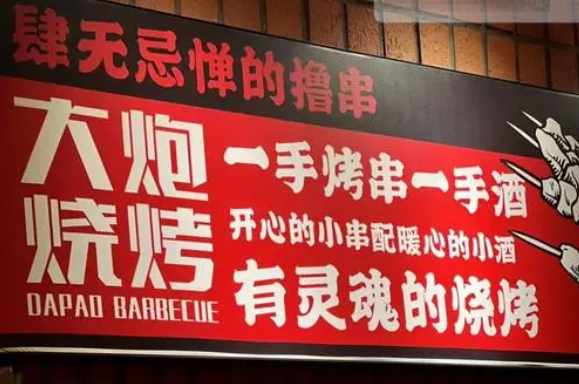 肆无忌惮的撸串
大炮
烧烤
DAPAO BARBECUE
一手烤串一手酒
开心的小串配暖心的小酒
有灵魂的烧烤